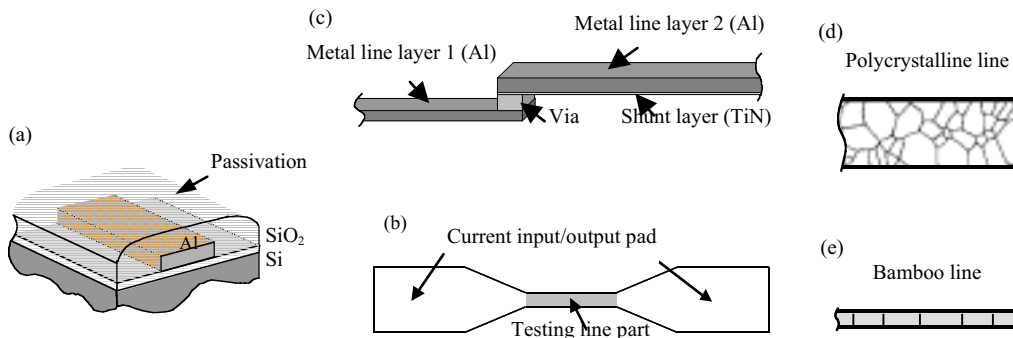 (a)
Passivation
Al
SiO2
Si
(c)
Metal line layer 2 (Al)
Metal line layer 1 (Al)
Via
Shunt layer (TiN)
(b)
Current input/output pad
Testing line part
(d)
Polycrystalline line
(e)
Bamboo line